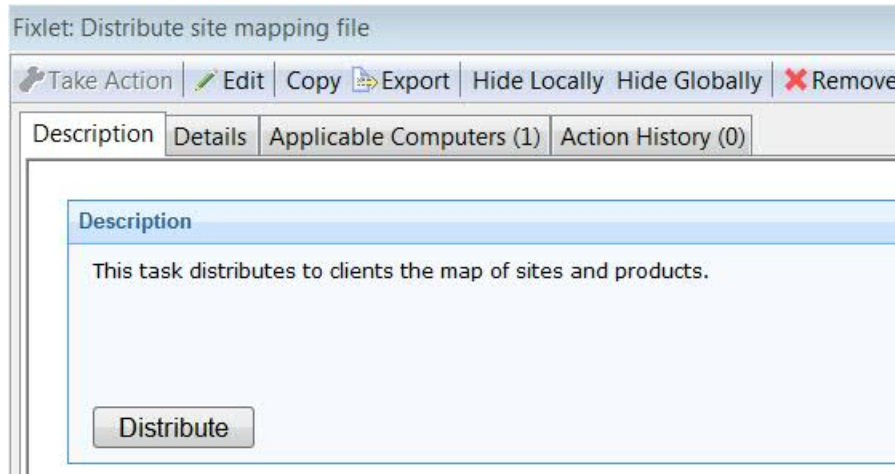 Fixlet: Distribute site mapping file
Take Action Edit Copy Export Hide Locally Hide Globally Remove
Description Details Applicable Computers (1) Action History (0)
Description
This task distributes to clients the map of sites and products.
Distribute